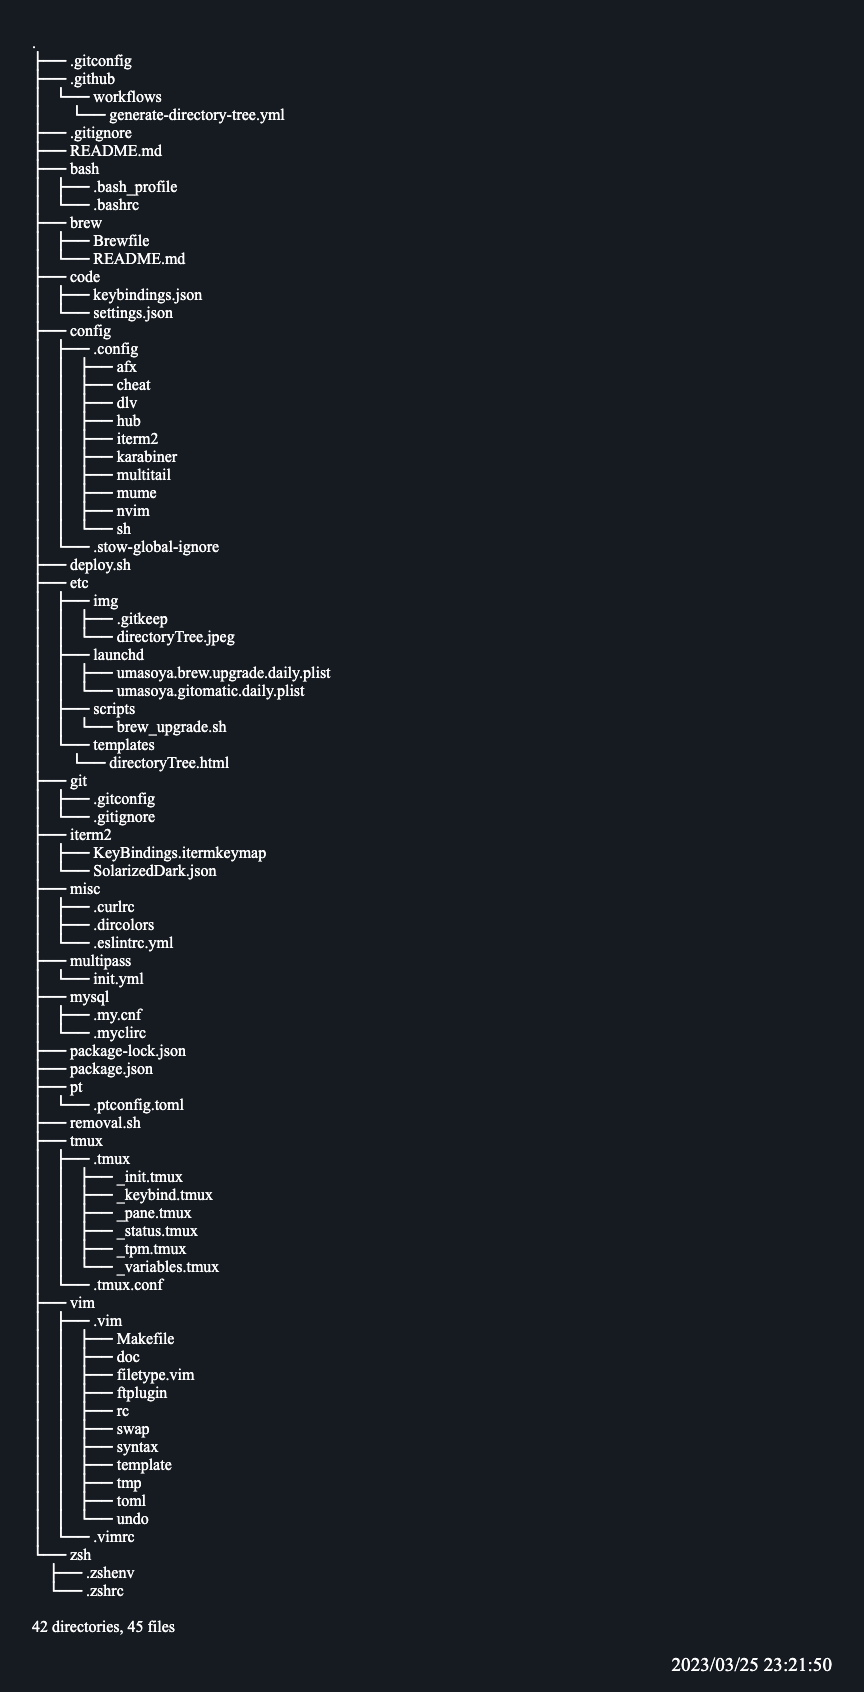 .
├── .gitconfig
├── .github
│   └── workflows
│       └── generate-directory-tree.yml
├── .gitignore
├── README.md
├── bash
│   ├── .bash_profile
│   └── .bashrc
├── brew
│   ├── Brewfile
│   └── README.md
├── code
│   ├── keybindings.json
│   └── settings.json
├── config
│   ├── .config
│   │   ├── afx
│   │   ├── cheat
│   │   ├── dlv
│   │   ├── hub
│   │   ├── iterm2
│   │   ├── karabiner
│   │   ├── multitail
│   │   ├── mume
│   │   ├── nvim
│   │   └── sh
│   └── .stow-global-ignore
├── deploy.sh
├── etc
│   ├── img
│   │   ├── .gitkeep
│   │   └── directoryTree.jpeg
│   ├── launchd
│   │   ├── umasoya.brew.upgrade.daily.plist
│   │   └── umasoya.gitomatic.daily.plist
│   ├── scripts
│   │   └── brew_upgrade.sh
│   └── templates
│       └── directoryTree.html
├── git
│   ├── .gitconfig
│   └── .gitignore
├── iterm2
│   ├── KeyBindings.itermkeymap
│   └── SolarizedDark.json
├── misc
│   ├── .curlrc
│   ├── .dircolors
│   └── .eslintrc.yml
├── multipass
│   └── init.yml
├── mysql
│   ├── .my.cnf
│   └── .myclirc
├── package-lock.json
├── package.json
├── pt
│   └── .ptconfig.toml
├── removal.sh
├── tmux
│   ├── .tmux
│   │   ├── _init.tmux
│   │   ├── _keybind.tmux
│   │   ├── _pane.tmux
│   │   ├── _status.tmux
│   │   ├── _tpm.tmux
│   │   └── _variables.tmux
│   └── .tmux.conf
├── vim
│   ├── .vim
│   │   ├── Makefile
│   │   ├── doc
│   │   ├── filetype.vim
│   │   ├── ftplugin
│   │   ├── rc
│   │   ├── swap
│   │   ├── syntax
│   │   ├── template
│   │   ├── tmp
│   │   ├── toml
│   │   └── undo
│   └── .vimrc
└── zsh
    ├── .zshenv
    └── .zshrc
42 directories, 45 files
2023/03/25 23:21:50